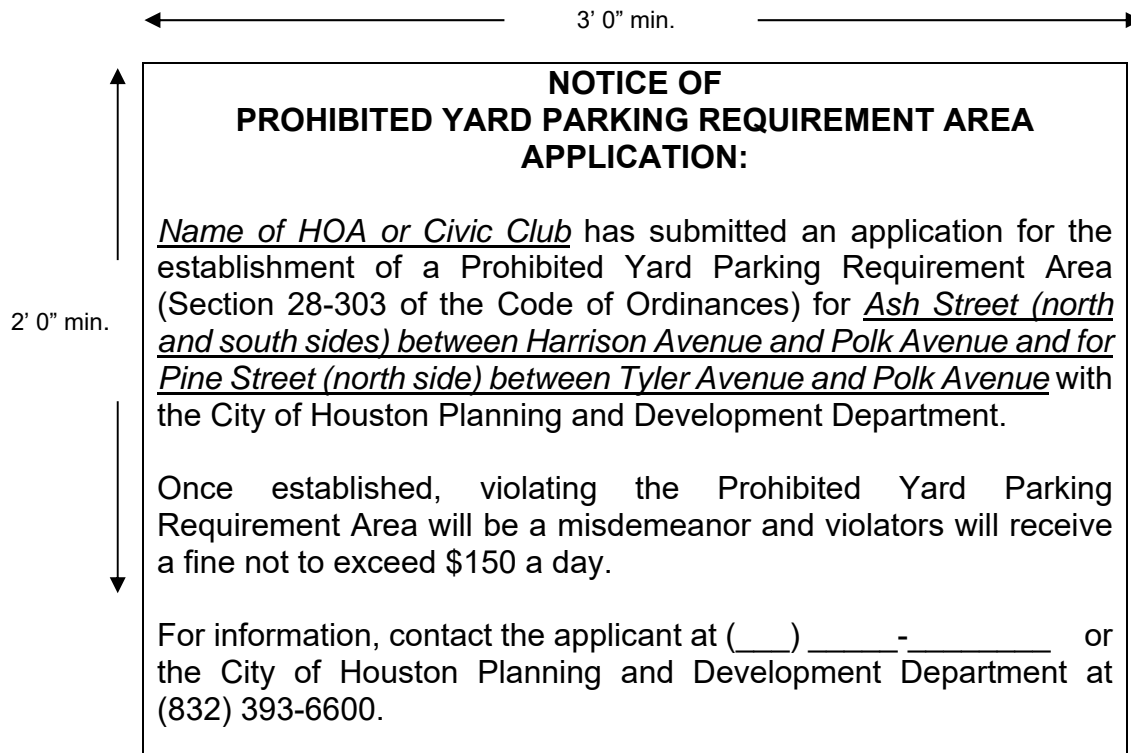 3’ 0” min.
NOTICE OF
PROHIBITED YARD PARKING REQUIREMENT AREA
APPLICATION:
Name of HOA or Civic Club has submitted an application for the
establishment of a Prohibited Yard Parking Requirement Area
(Section 28-303 of the Code of Ordinances) for Ash Street (north
and south sides) between Harrison Avenue and Polk Avenue and for
Pine Street (north side) between Tyler Avenue and Polk Avenue with
the City of Houston Planning and Development Department.
2’ 0” min.
Once established, violating the Prohibited Yard Parking
Requirement Area will be a misdemeanor and violators will receive
a fine not to exceed $150 a day.
For information, contact the applicant at (___) _____-________ or
the City of Houston Planning and Development Department at
(832) 393-6600.